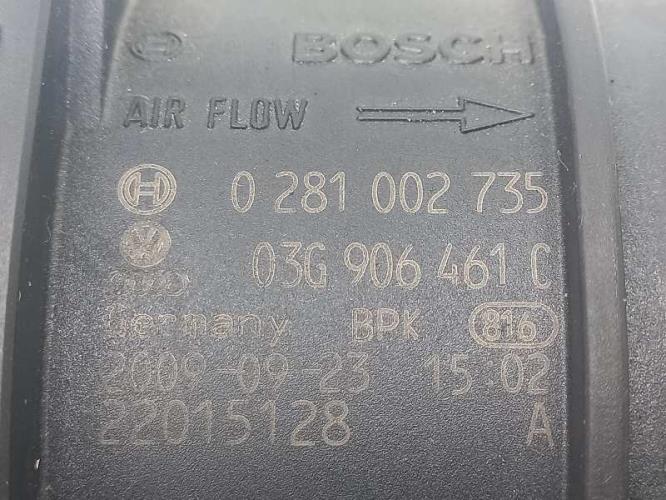 BOSCH
AIR FLOW
0 281 002 735
03G 906 461 C
Germany BPK 816
2009-09-23 15:02
22015128 A